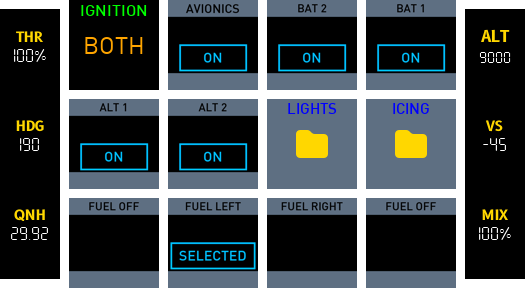 THR
100%
HDG
190
QNH
29.92
IGNITION
BOTH
AVIONICS
ON
BAT 2
ON
BAT 1
ON
ALT 1
ON
ALT 2
ON
LIGHTS
ICING
FUEL OFF
FUEL LEFT
SELECTED
FUEL RIGHT
FUEL OFF
ALT
9000
VS
-45
MIX
100%